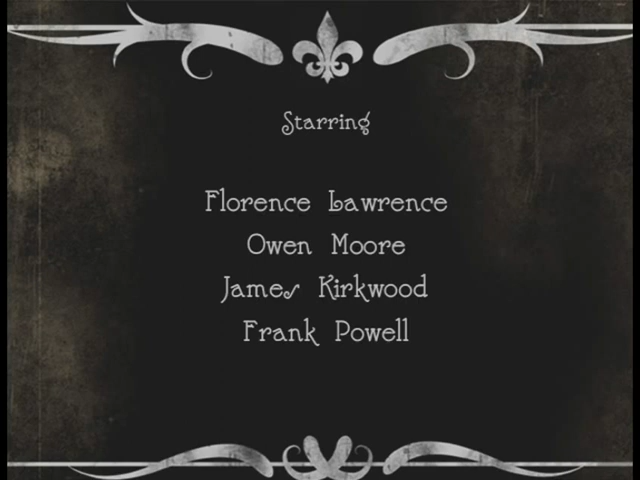 Starring
Florence Lawrence
Owen Moore
James Kirkwood
Frank Powell